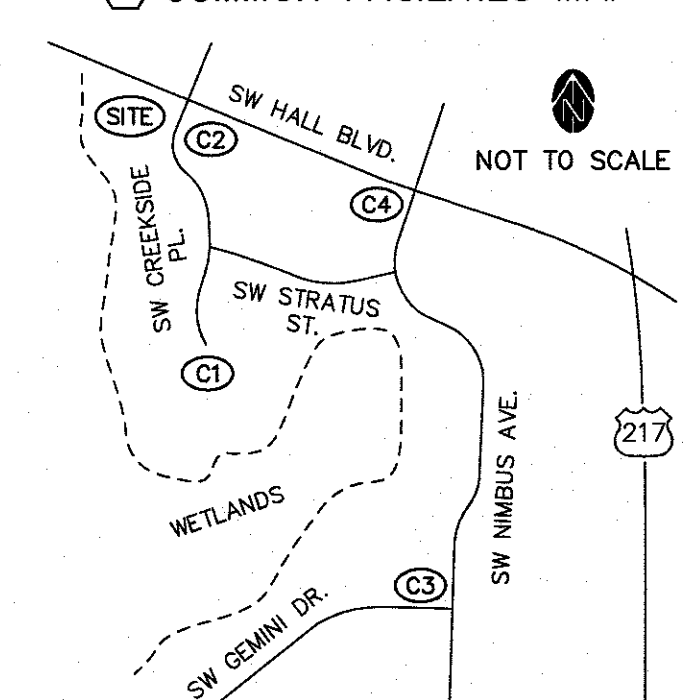 SITE
C2
SW HALL BLVD.
N
NOT TO SCALE
C4
SW CREEKSIDE
PL.
SW STRATUS
ST.
C1
217
SW NIMBUS AVE.
WETLANDS
C3
SW GEMINI DR.